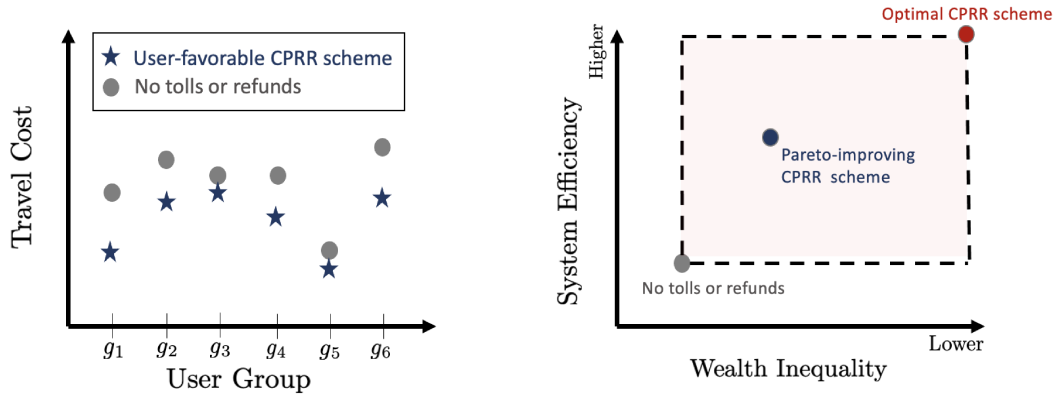 User-favorable CPRR scheme
No tolls or refunds
Travel Cost
g₁ g₂ g₃ g₄ g₅ g₆
User Group
Optimal CPRR scheme
Higher
System Efficiency
Pareto-improving
CPRR scheme
No tolls or refunds
Lower
Wealth Inequality